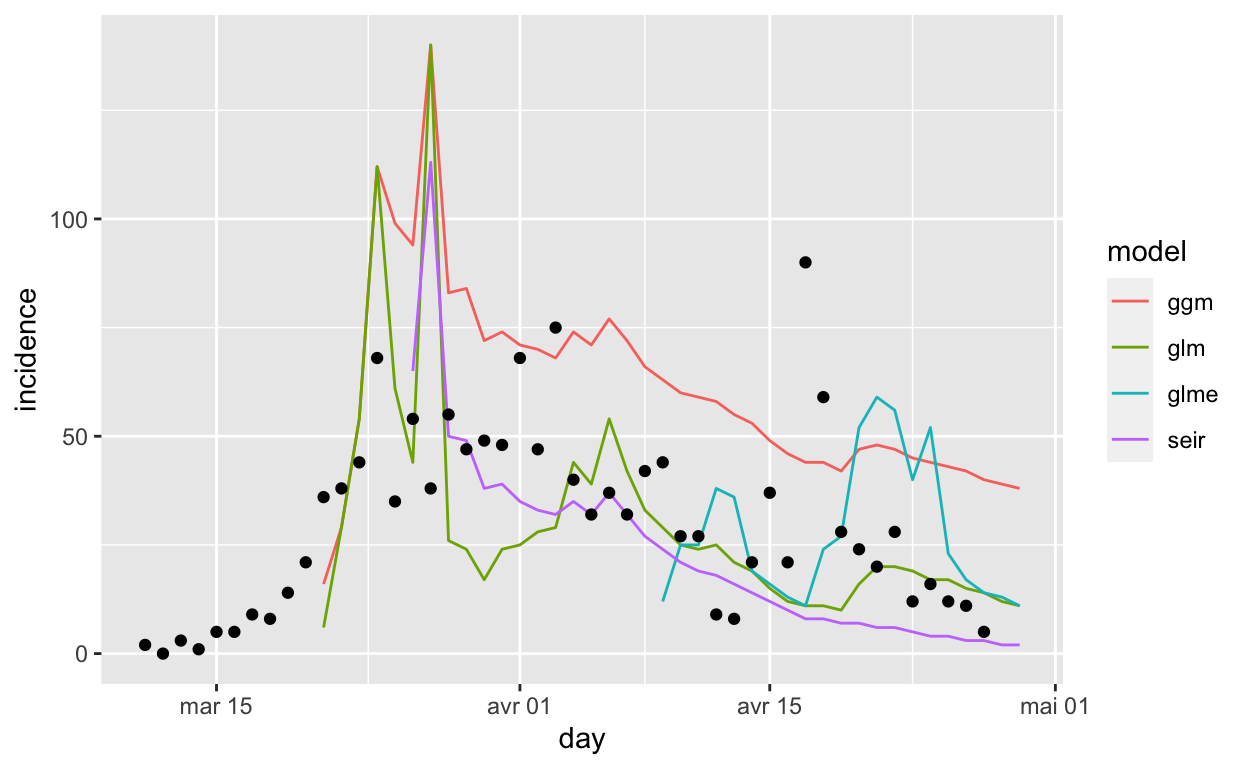 incidence
100
50
0
mar 15
avr 01
avr 15
mai 01
day
model
ggm
glm
glme
seir